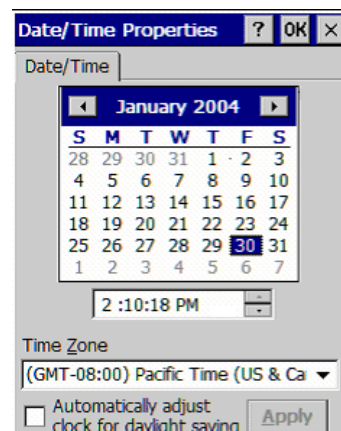 Date/Time Properties ? OK ×
Date/Time
January 2004
S M T W T F S
28 29 30 31 1 2 3
4 5 6 7 8 9 10
11 12 13 14 15 16 17
18 19 20 21 22 23 24
25 26 27 28 29 30 31
1 2 3 4 5 6 7
2 :10:18 PM
Time Zone
(GMT-08:00) Pacific Time (US & Ca
Automatically adjust
clock for daylight saving
Apply